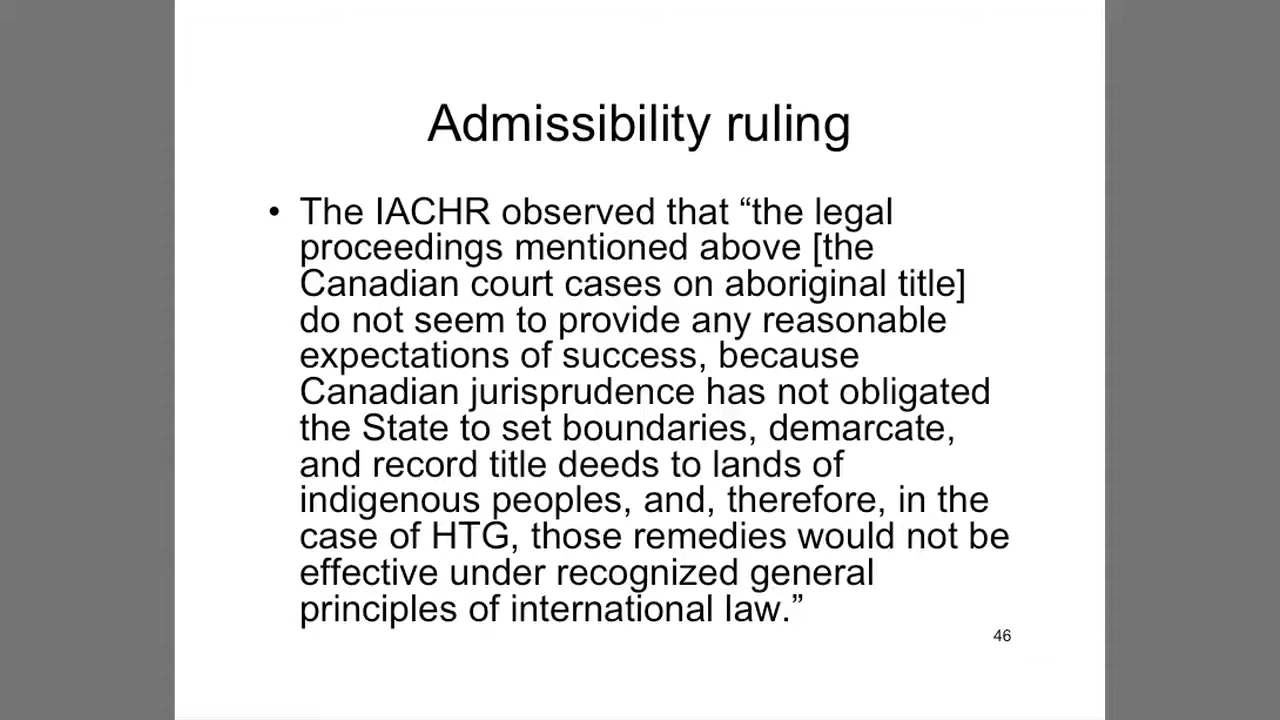 Admissibility ruling
• The IACHR observed that “the legal
proceedings mentioned above [the
Canadian court cases on aboriginal title]
do not seem to provide any reasonable
expectations of success, because
Canadian jurisprudence has not obligated
the State to set boundaries, demarcate,
and record title deeds to lands of
indigenous peoples, and, therefore, in the
case of HTG, those remedies would not be
effective under recognized general
principles of international law.”
46